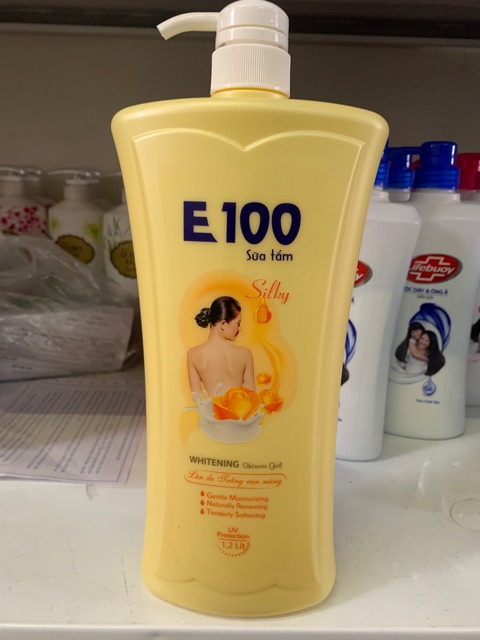 E100
Sữa tắm
Silky
WHITENING Shower Gel
Làn da Trắng mịn màng
Gentle Moisturizing
Naturally Renewing
Tenderly Softening
UV
Protection
1,2 Lít
Lifebuoy